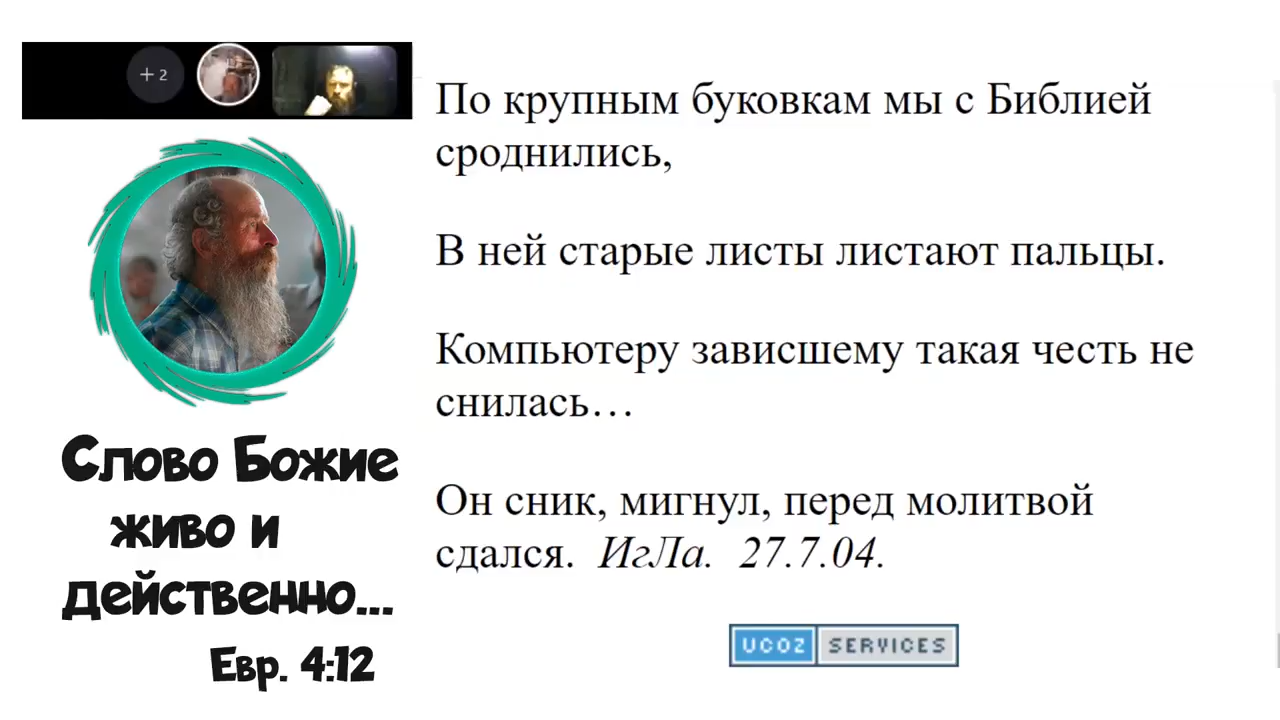 +2
По крупным буковкам мы с Библией
сроднились,
В ней старые листы листают пальцы.
Компьютеру зависшему такая честь не
снилась…
Он сник, мигнул, перед молитвой
сдался. ИгЛа. 27.7.04.
UCOZ SERVICES
Слово Божие
живо и
действенно...
Евр. 4:12